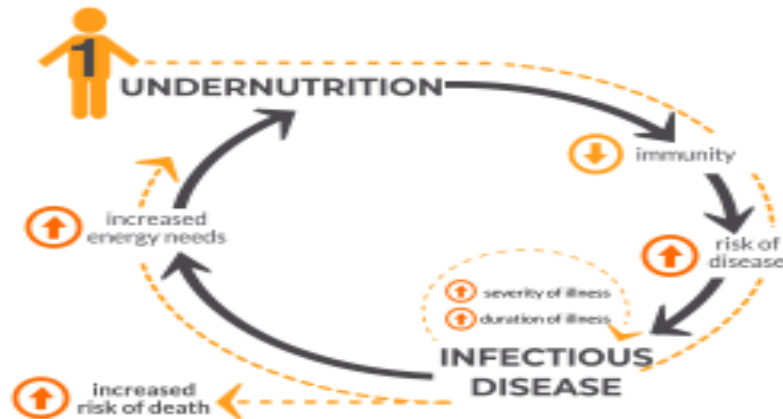 1
UNDERNUTRITION
immunity
risk of
disease
severity of illness
duration of illness
INFECTIOUS
DISEASE
increased
risk of death
increased
energy needs